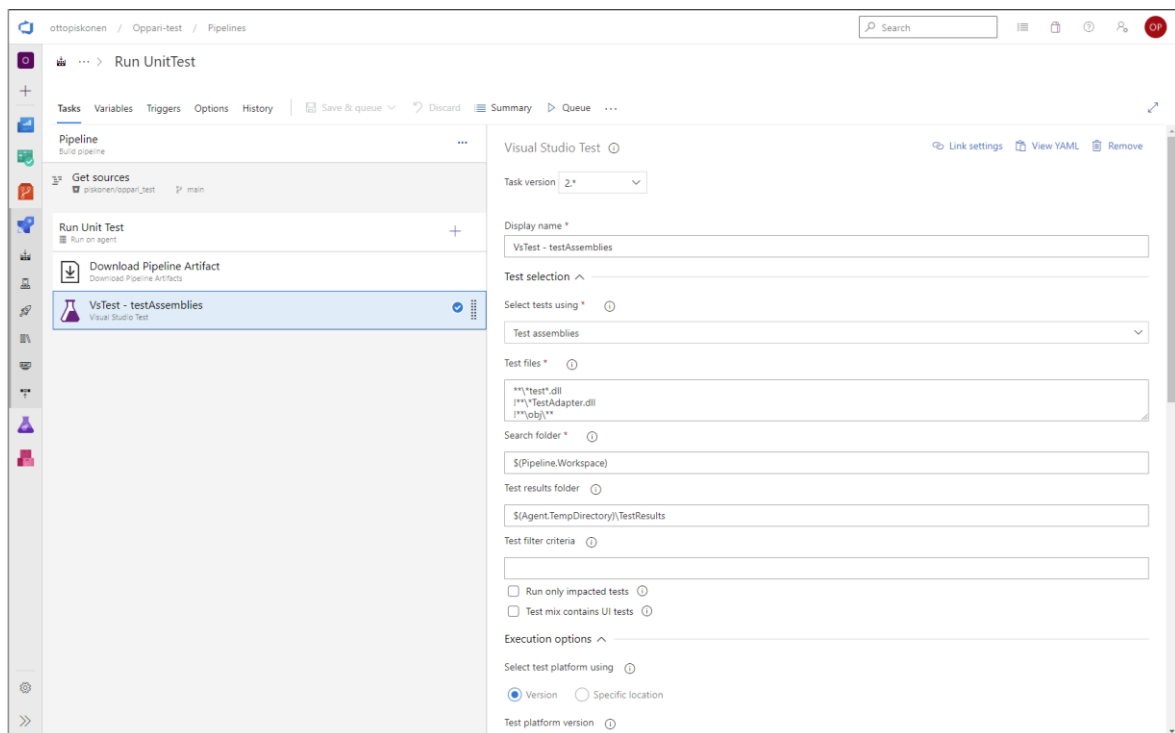 ottopiskonen / Oppari-test / Pipelines
Search
OP
O
... > Run UnitTest
Tasks Variables Triggers Options History Save & queue Discard Summary Queue ...
Pipeline
Build pipeline
...
Get sources
piskonen/oppari_test main
Run Unit Test
Run on agent
Download Pipeline Artifact
Download Pipeline Artifacts
VsTest - testAssemblies
Visual Studio Test
Visual Studio Test
Link settings View YAML Remove
Task version 2.*
Display name *
VsTest - testAssemblies
Test selection
Select tests using *
Test assemblies
Test files *
**\*test*.dll
!**\*TestAdapter.dll
!**\obj\**
Search folder *
$(Pipeline.Workspace)
Test results folder
$(Agent.TempDirectory)\TestResults
Test filter criteria
Run only impacted tests
Test mix contains UI tests
Execution options
Select test platform using
Version Specific location
Test platform version